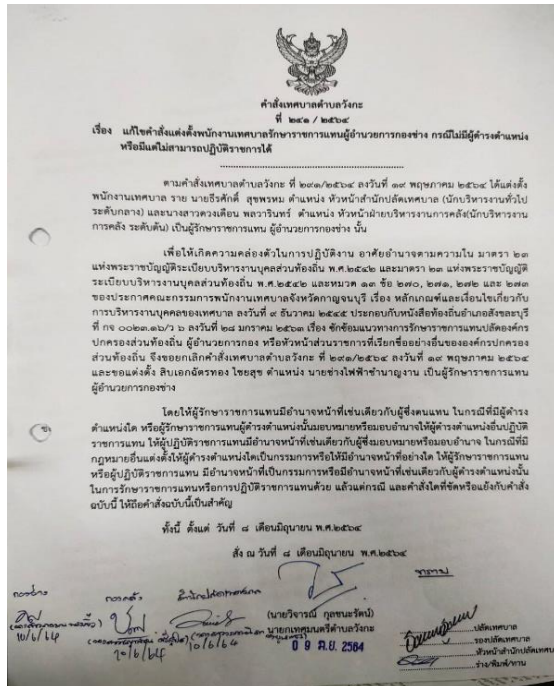 คำสั่งเทศบาลตำบลวังกะ
ที่ ๒๔๑ / ๒๕๖๔
เรื่อง แก้ไขคำสั่งแต่งตั้งพนักงานเทศบาลรักษาราชการแทนผู้อำนวยการกองช่าง กรณีไม่มีผู้ดำรงตำแหน่ง
หรือมีแต่ไม่สามารถปฏิบัติราชการได้
ตามคำสั่งเทศบาลตำบลวังกะ ที่ ๒๙๑/๒๕๖๔ ลงวันที่ ๑๙ พฤษภาคม ๒๕๖๔ ได้แต่งตั้ง
พนักงานเทศบาล ราย นายธีรศักดิ์ สุขพรหม ตำแหน่ง หัวหน้าสำนักปลัดเทศบาล (นักบริหารงานทั่วไป
ระดับกลาง) และนางสาวดวงเดือน พลวารินทร์ ตำแหน่ง หัวหน้าฝ่ายบริหารงานการคลัง(นักบริหารงาน
การคลัง ระดับต้น) เป็นผู้รักษาราชการแทน ผู้อำนวยการกองช่าง นั้น
เพื่อให้เกิดความคล่องตัวในการปฏิบัติงาน อาศัยอำนาจตามความใน มาตรา ๒๓
แห่งพระราชบัญญัติระเบียบบริหารงานบุคคลส่วนท้องถิ่น พ.ศ.๒๕๔๒ และมาตรา ๒๓ แห่งพระราชบัญญัติ
ระเบียบบริหารงานบุคคลส่วนท้องถิ่น พ.ศ.๒๕๔๒ และหมวด ๑๓ ข้อ ๒๗๐, ๒๗๑, ๒๗๒ และ ๒๗๓
ของประกาศคณะกรรมการพนักงานเทศบาลจังหวัดกาญจนบุรี เรื่อง หลักเกณฑ์และเงื่อนไขเกี่ยวกับ
การบริหารงานบุคคลของเทศบาล ลงวันที่ ๙ ธันวาคม ๒๕๔๕ ประกอบกับหนังสือท้องถิ่นอำเภอสังขละบุรี
ที่ กจ ๐๐๒๓.๑๖/ว ๖ ลงวันที่ ๒๘ มกราคม ๒๕๖๓ เรื่อง ซักซ้อมแนวทางการรักษาราชการแทนปลัดองค์กร
ปกครองส่วนท้องถิ่น ผู้อำนวยการกอง หรือหัวหน้าส่วนราชการที่เรียกชื่ออย่างอื่นขององค์กรปกครอง
ส่วนท้องถิ่น จึงขอยกเลิกคำสั่งเทศบาลตำบลวังกะ ที่ ๒๙๑/๒๕๖๔ ลงวันที่ ๑๙ พฤษภาคม ๒๕๖๔
และขอแต่งตั้ง สิบเอกฉัตรทอง ไชยสุข ตำแหน่ง นายช่างไฟฟ้าชำนาญงาน เป็นผู้รักษาราชการแทน
ผู้อำนวยการกองช่าง
โดยให้ผู้รักษาราชการแทนมีอำนาจหน้าที่เช่นเดียวกับผู้ซึ่งตนแทน ในกรณีที่มีผู้ดำรง
ตำแหน่งใด หรือผู้รักษาราชการแทนผู้ดำรงตำแหน่งนั้นมอบหมายหรือมอบอำนาจให้ผู้ดำรงตำแหน่งอื่นปฏิบัติ
ราชการแทน ให้ผู้ปฏิบัติราชการแทนมีอำนาจหน้าที่เช่นเดียวกับผู้ซึ่งมอบหมายหรือมอบอำนาจ ในกรณีที่มี
กฎหมายอื่นแต่งตั้งให้ผู้ดำรงตำแหน่งใดเป็นกรรมการหรือให้มีอำนาจหน้าที่อย่างใด ให้ผู้รักษาราชการแทน
หรือผู้ปฏิบัติราชการแทน มีอำนาจหน้าที่เป็นกรรมการหรือมีอำนาจหน้าที่เช่นเดียวกับผู้ดำรงตำแหน่งนั้น
ในการรักษาราชการแทนหรือการปฏิบัติราชการแทนด้วย แล้วแต่กรณี และคำสั่งใดที่ขัดหรือแย้งกับคำสั่ง
ฉบับนี้ ให้ถือคำสั่งฉบับนี้เป็นสำคัญ
ทั้งนี้ ตั้งแต่ วันที่ ๘ เดือนมิถุนายน พ.ศ.๒๕๖๔
สั่ง ณ วันที่ ๘ เดือนมิถุนายน พ.ศ.๒๕๖๔
กองช่าง กองคลัง สำนักปลัดเทศบาล
(นายวิจารณ์ กุลชนะรัตน์)
นายกเทศมนตรีตำบลวังกะ
10/6/64 10/6/64 10/6/64
0 9 มิ.ย. 2564
ปลัดเทศบาล
รองปลัดเทศบาล
หัวหน้าสำนักปลัดเทศบาล
ร่าง/พิมพ์/ทาน